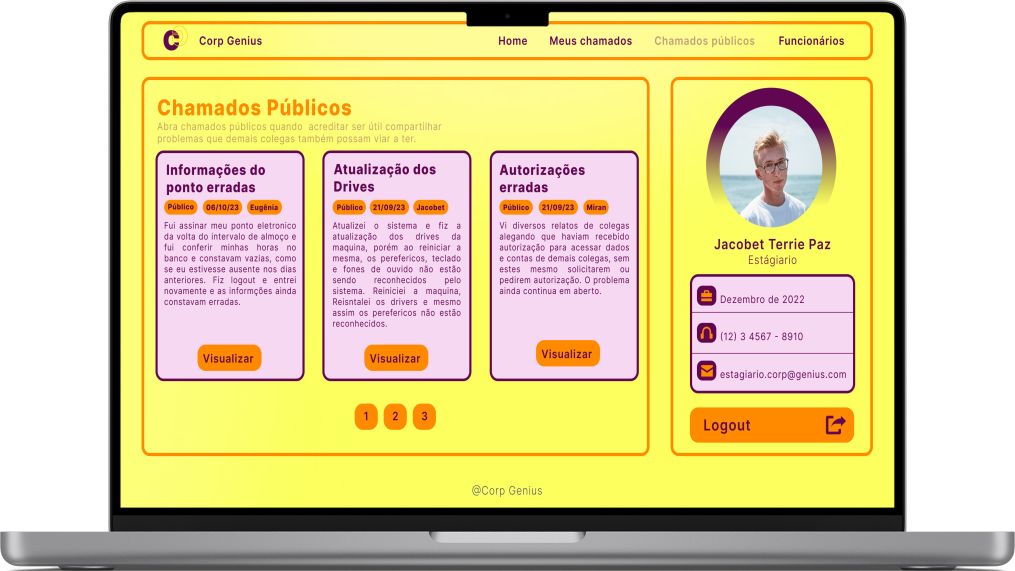 C Corp Genius Home Meus chamados Chamados públicos Funcionários
Chamados Públicos
Abra chamados públicos quando acreditar ser útil compartilhar
problemas que demais colegas também possam viar a ter.
Informações do
ponto erradas
Público 06/10/23 Eugênia
Fui assinar meu ponto eletronico
da volta do intervalo de almoço e
fui conferir minhas horas no
banco e constavam vazias, como
se eu estivesse ausente nos dias
anteriores. Fiz logout e entrei
novamente e as informções ainda
constavam erradas.
Visualizar
Atualização dos
Drives
Público 21/09/23 Jacobet
Atualizei o sistema e fiz a
atualização dos drives da
maquina, porém ao reiniciar a
mesma, os perefericos, teclado
e fones de ouvido não estão
sendo reconhecidos pelo
sistema. Reiniciei a maquina,
Reisntalei os drivers e mesmo
assim os perefericos não estão
reconhecidos.
Visualizar
Autorizações
erradas
Público 21/09/23 Miran
Vi diversos relatos de colegas
alegando que haviam recebido
autorização para acessar dados
e contas de demais colegas, sem
estes mesmo solicitarem ou
pedirem autorização. O problema
ainda continua em aberto.
Visualizar
1 2 3
Jacobet Terrie Paz
Estágiario
Dezembro de 2022
(12) 3 4567 - 8910
estagiario.corp@genius.com
Logout
@Corp Genius